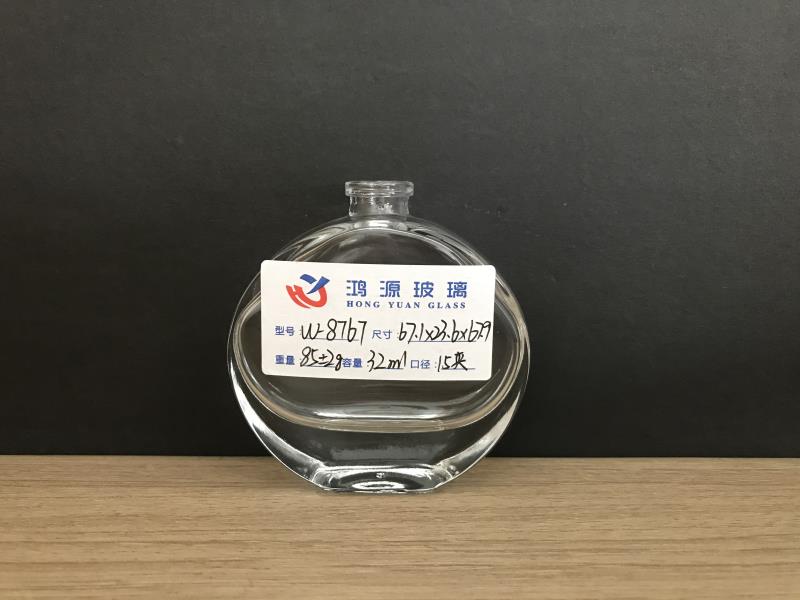 鸿源玻璃
HONG YUAN GLASS
型号:W-8767 尺寸:67.1x23.6x67.9
重量:85±2g 容量:32ml 口径:15夹